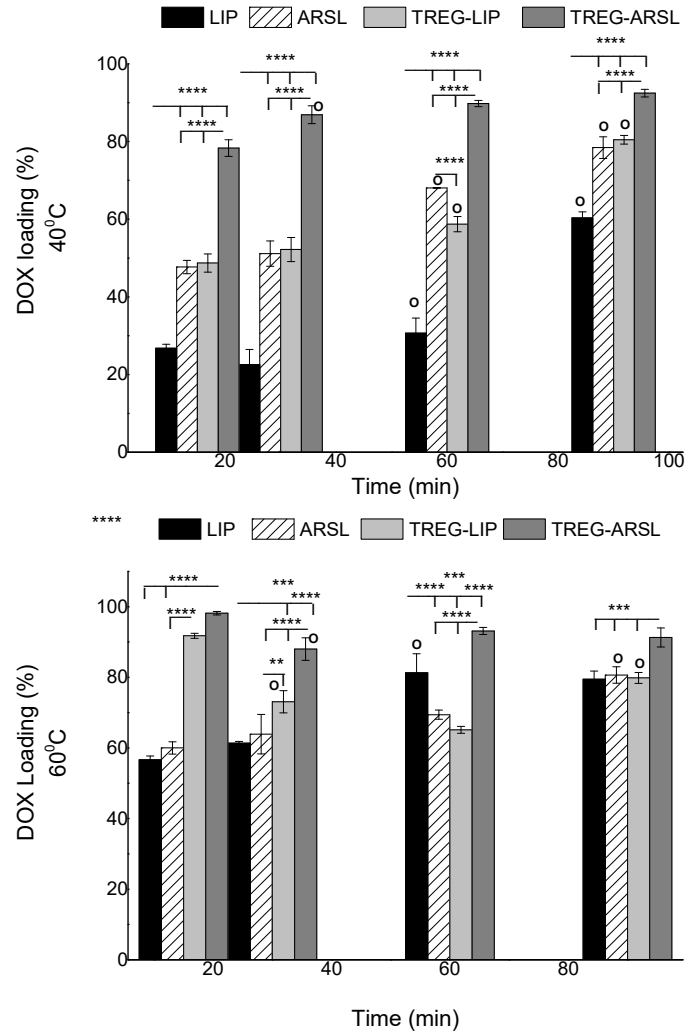 LIP ARSL TREG-LIP TREG-ARSL
**** ****
**** ****
**** ****
**** ****
**** ****
O O O O O O O
DOX loading (%)
40⁰C
100
80
60
40
20
0
20 40 60 80 100
Time (min)
**** LIP ARSL TREG-LIP TREG-ARSL
**** *** *** ***
**** **** ****
**** **** ****
**
O O O O O
DOX Loading (%)
60⁰C
100
80
60
40
20
0
20 40 60 80
Time (min)